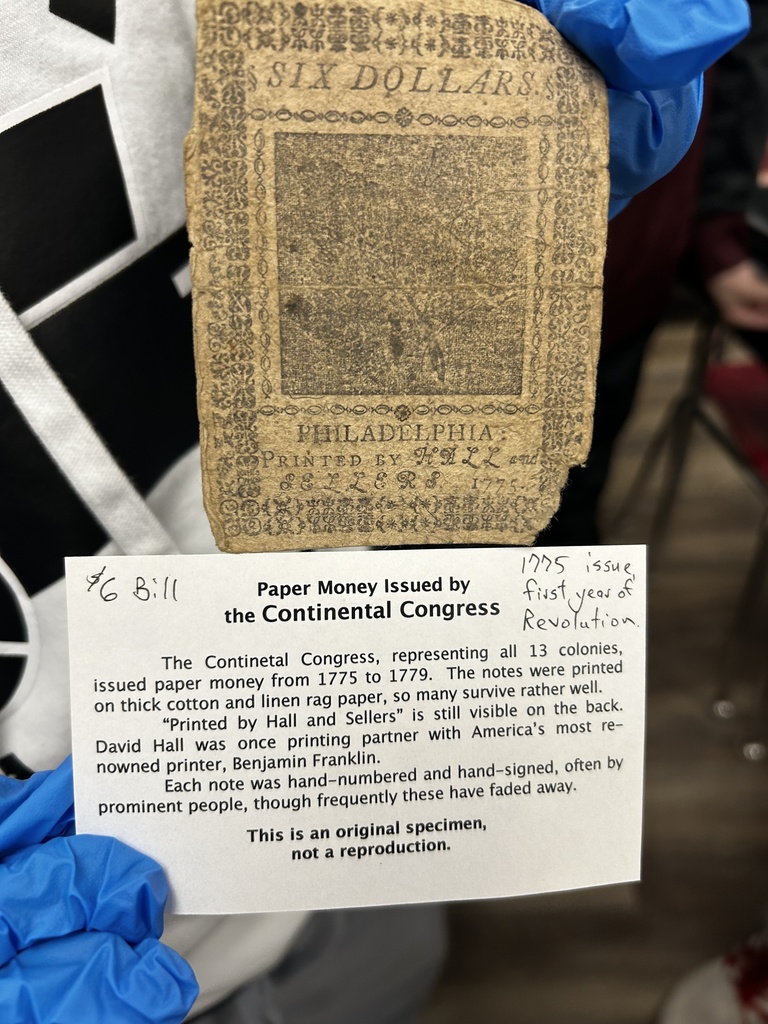 SIX DOLLARS.
PHILADELPHIA:
PRINTED BY HALL and
SELLERS 1775.
$6 Bill
1775 issue,
first year of
Revolution.
Paper Money Issued by
the Continental Congress
The Continetal Congress, representing all 13 colonies,
issued paper money from 1775 to 1779. The notes were printed
on thick cotton and linen rag paper, so many survive rather well.
“Printed by Hall and Sellers” is still visible on the back.
David Hall was once printing partner with America’s most re-
nowned printer, Benjamin Franklin.
Each note was hand-numbered and hand-signed, often by
prominent people, though frequently these have faded away.
This is an original specimen,
not a reproduction.